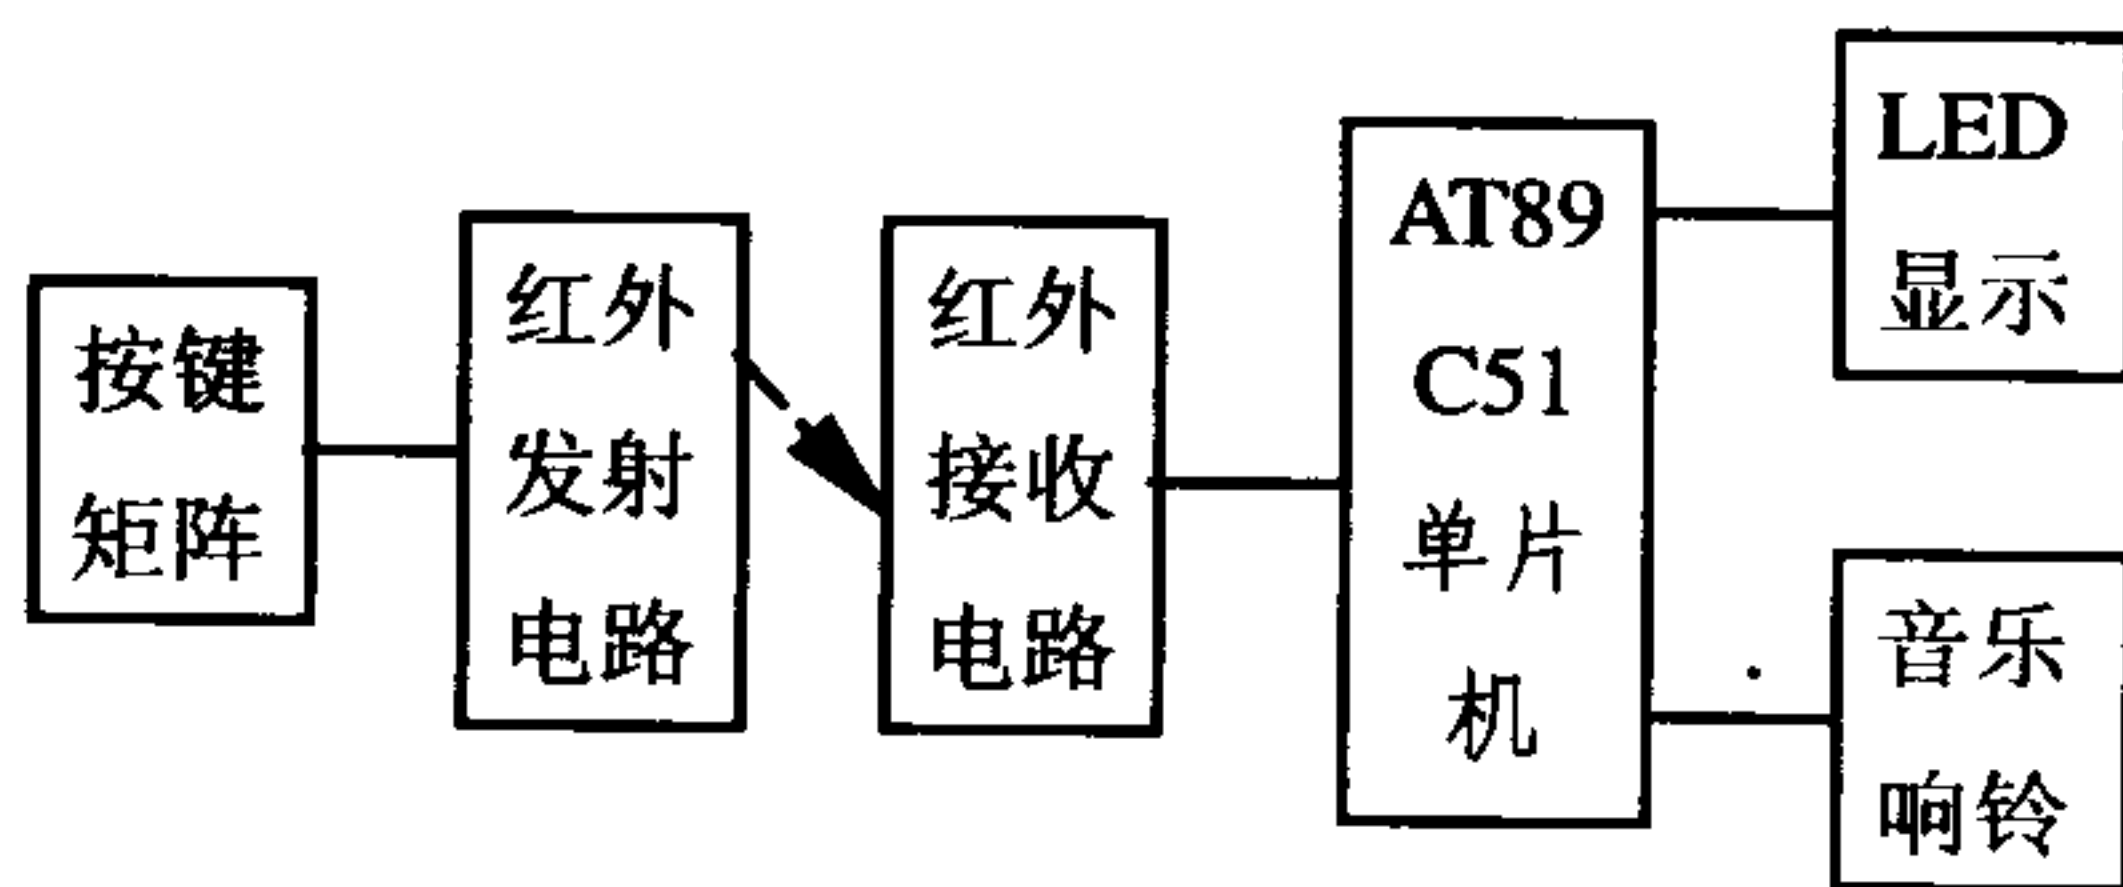 按键
矩阵
红外
发射
电路
红外
接收
电路
AT89
C51
单片
机
LED
显示
音乐
响铃